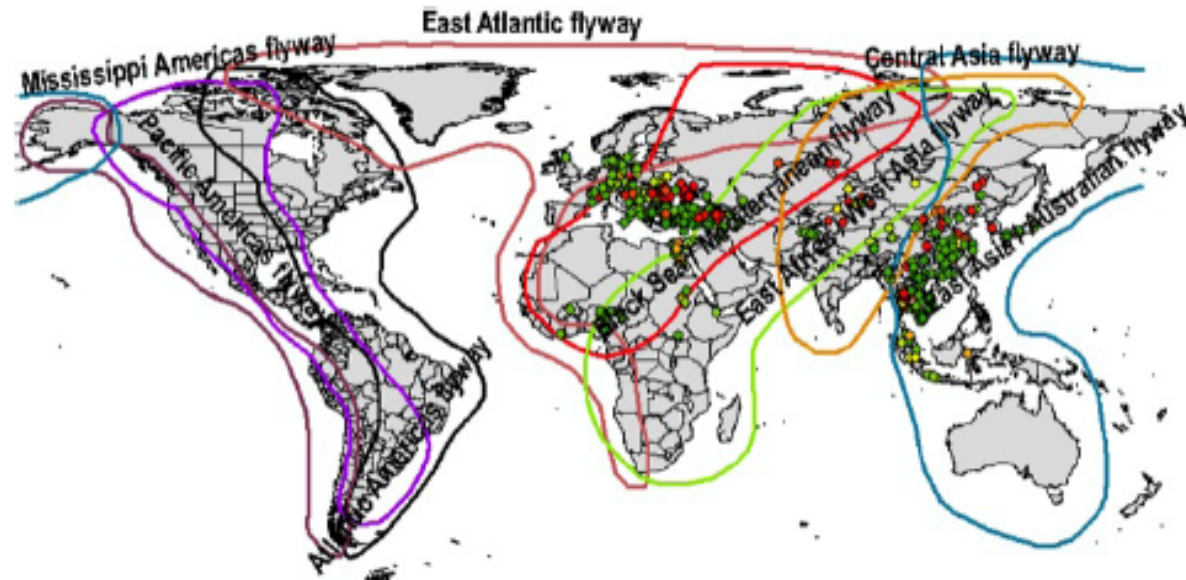 East Atlantic flyway
Mississippi Americas flyway
Central Asia flyway
Pacific Americas flyway
Black Sea / Mediterranean flyway
East Africa / West Asia flyway
East Asia / Australian flyway
Atlantic Americas flyway